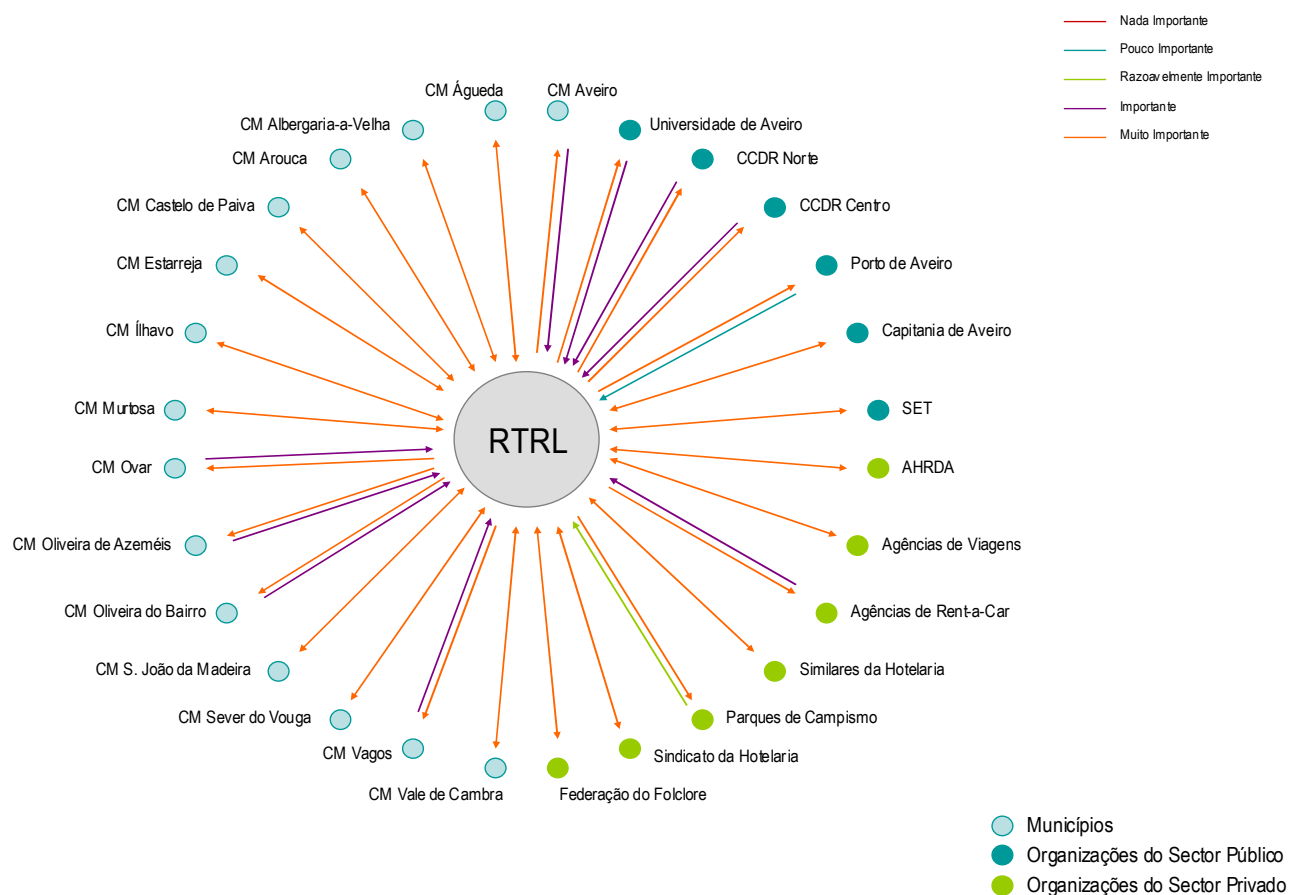 Nada Importante
Pouco Importante
Razoavelmente Importante
Importante
Muito Importante
CM Águeda
CM Aveiro
CM Albergaria-a-Velha
Universidade de Aveiro
CM Arouca
CCDR Norte
CM Castelo de Paiva
CCDR Centro
CM Estarreja
Porto de Aveiro
CM Ílhavo
Capitania de Aveiro
CM Murtosa
SET
RTRL
CM Ovar
AHRDA
CM Oliveira de Azeméis
Agências de Viagens
CM Oliveira do Bairro
Agências de Rent-a-Car
CM S. João da Madeira
Similares da Hotelaria
CM Sever do Vouga
Parques de Campismo
CM Vagos
Sindicato da Hotelaria
CM Vale de Cambra
Federação do Folclore
Municípios
Organizações do Sector Público
Organizações do Sector Privado